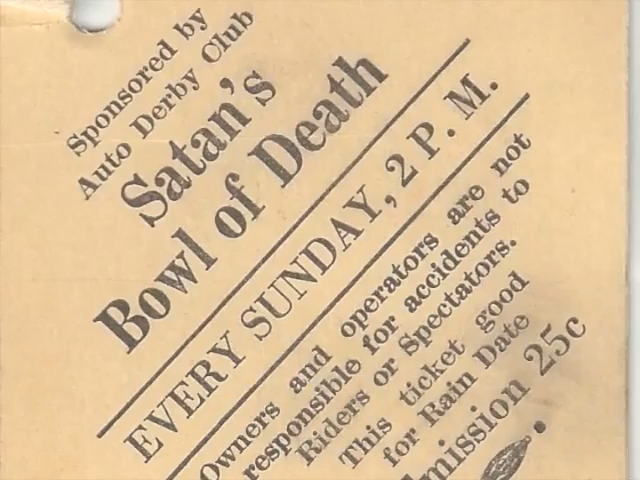 Sponsored by
Auto Derby Club
Satan's
Bowl of Death
EVERY SUNDAY, 2 P. M.
Owners and operators are not
responsible for accidents to
Riders or Spectators.
This ticket good
for Rain Date
mission 25c